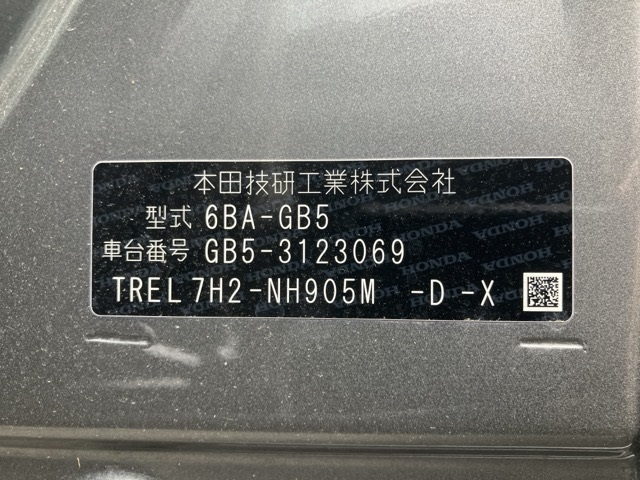 本田技研工業株式会社
型式 6BA-GB5
車台番号 GB5-3123069
TREL 7H2-NH905M -D -X